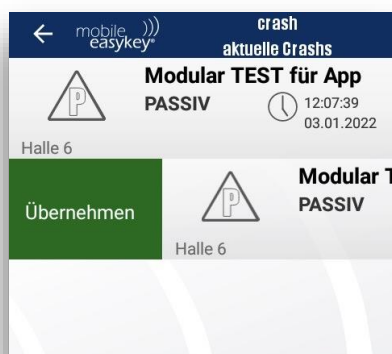 mobile
easykey®
crash
aktuelle Crashs
P
Modular TEST für App
PASSIV
12:07:39
03.01.2022
Halle 6
Übernehmen
P
Modular T
PASSIV
Halle 6